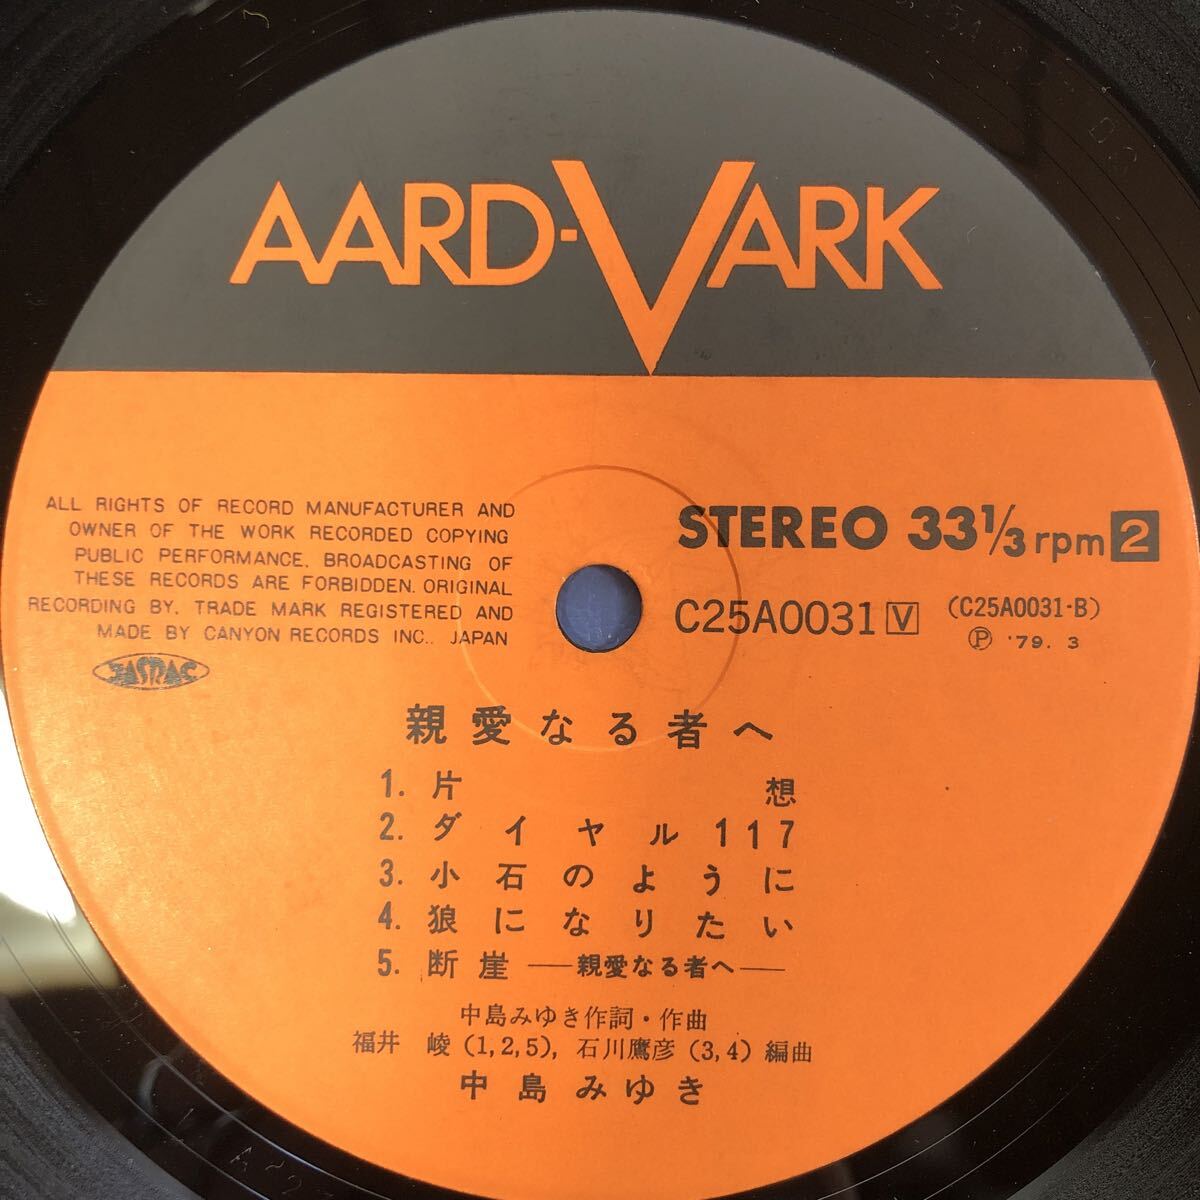 AARD-VARK
ALL RIGHTS OF RECORD MANUFACTURER AND
OWNER OF THE WORK RECORDED COPYING
PUBLIC PERFORMANCE. BROADCASTING OF
THESE RECORDS ARE FORBIDDEN. ORIGINAL
RECORDING BY. TRADE MARK REGISTERED AND
MADE BY CANYON RECORDS INC.. JAPAN
JASRAC
STEREO 33 1/3 rpm 2
C25A0031 V (C25A0031-B)
Ⓟ '79. 3
親愛なる者へ
1. 片想
2. ダイヤル117
3. 小石のように
4. 狼になりたい
5. 断崖 ——親愛なる者へ——
中島みゆき作詞・作曲
福井 崚 (1,2,5), 石川鷹彦 (3,4) 編曲
中島みゆき